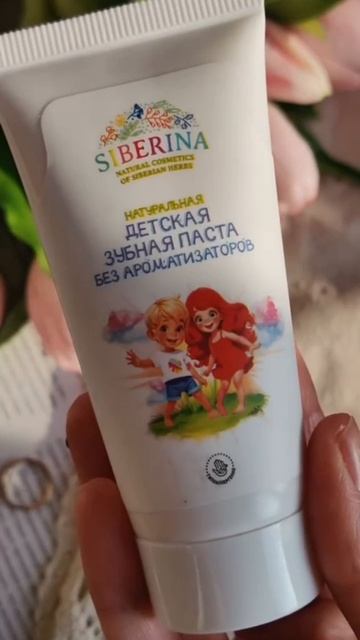 SIBERINA
NATURAL COSMETICS
OF SIBERIAN HERBS
НАТУРАЛЬНАЯ
ДЕТСКАЯ
ЗУБНАЯ ПАСТА
БЕЗ АРОМАТИЗАТОРОВ